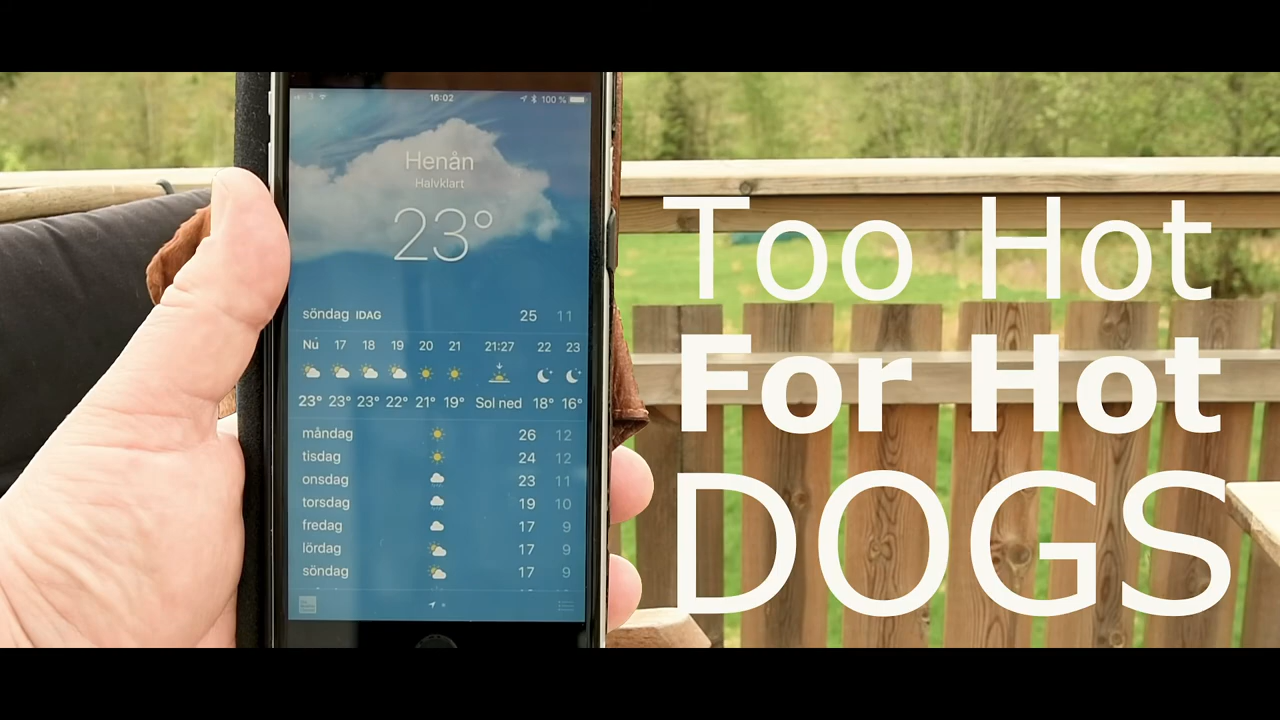 16:02 100 %
Henån
Halvklart
23°
söndag IDAG 25 11
Nu 17 18 19 20 21 21:27 22 23
23° 23° 23° 22° 21° 19° Sol ned 18° 16°
måndag 26 12
tisdag 24 12
onsdag 23 11
torsdag 19 10
fredag 17 9
lördag 17 9
söndag 17 9
Too Hot
For Hot
DOGS